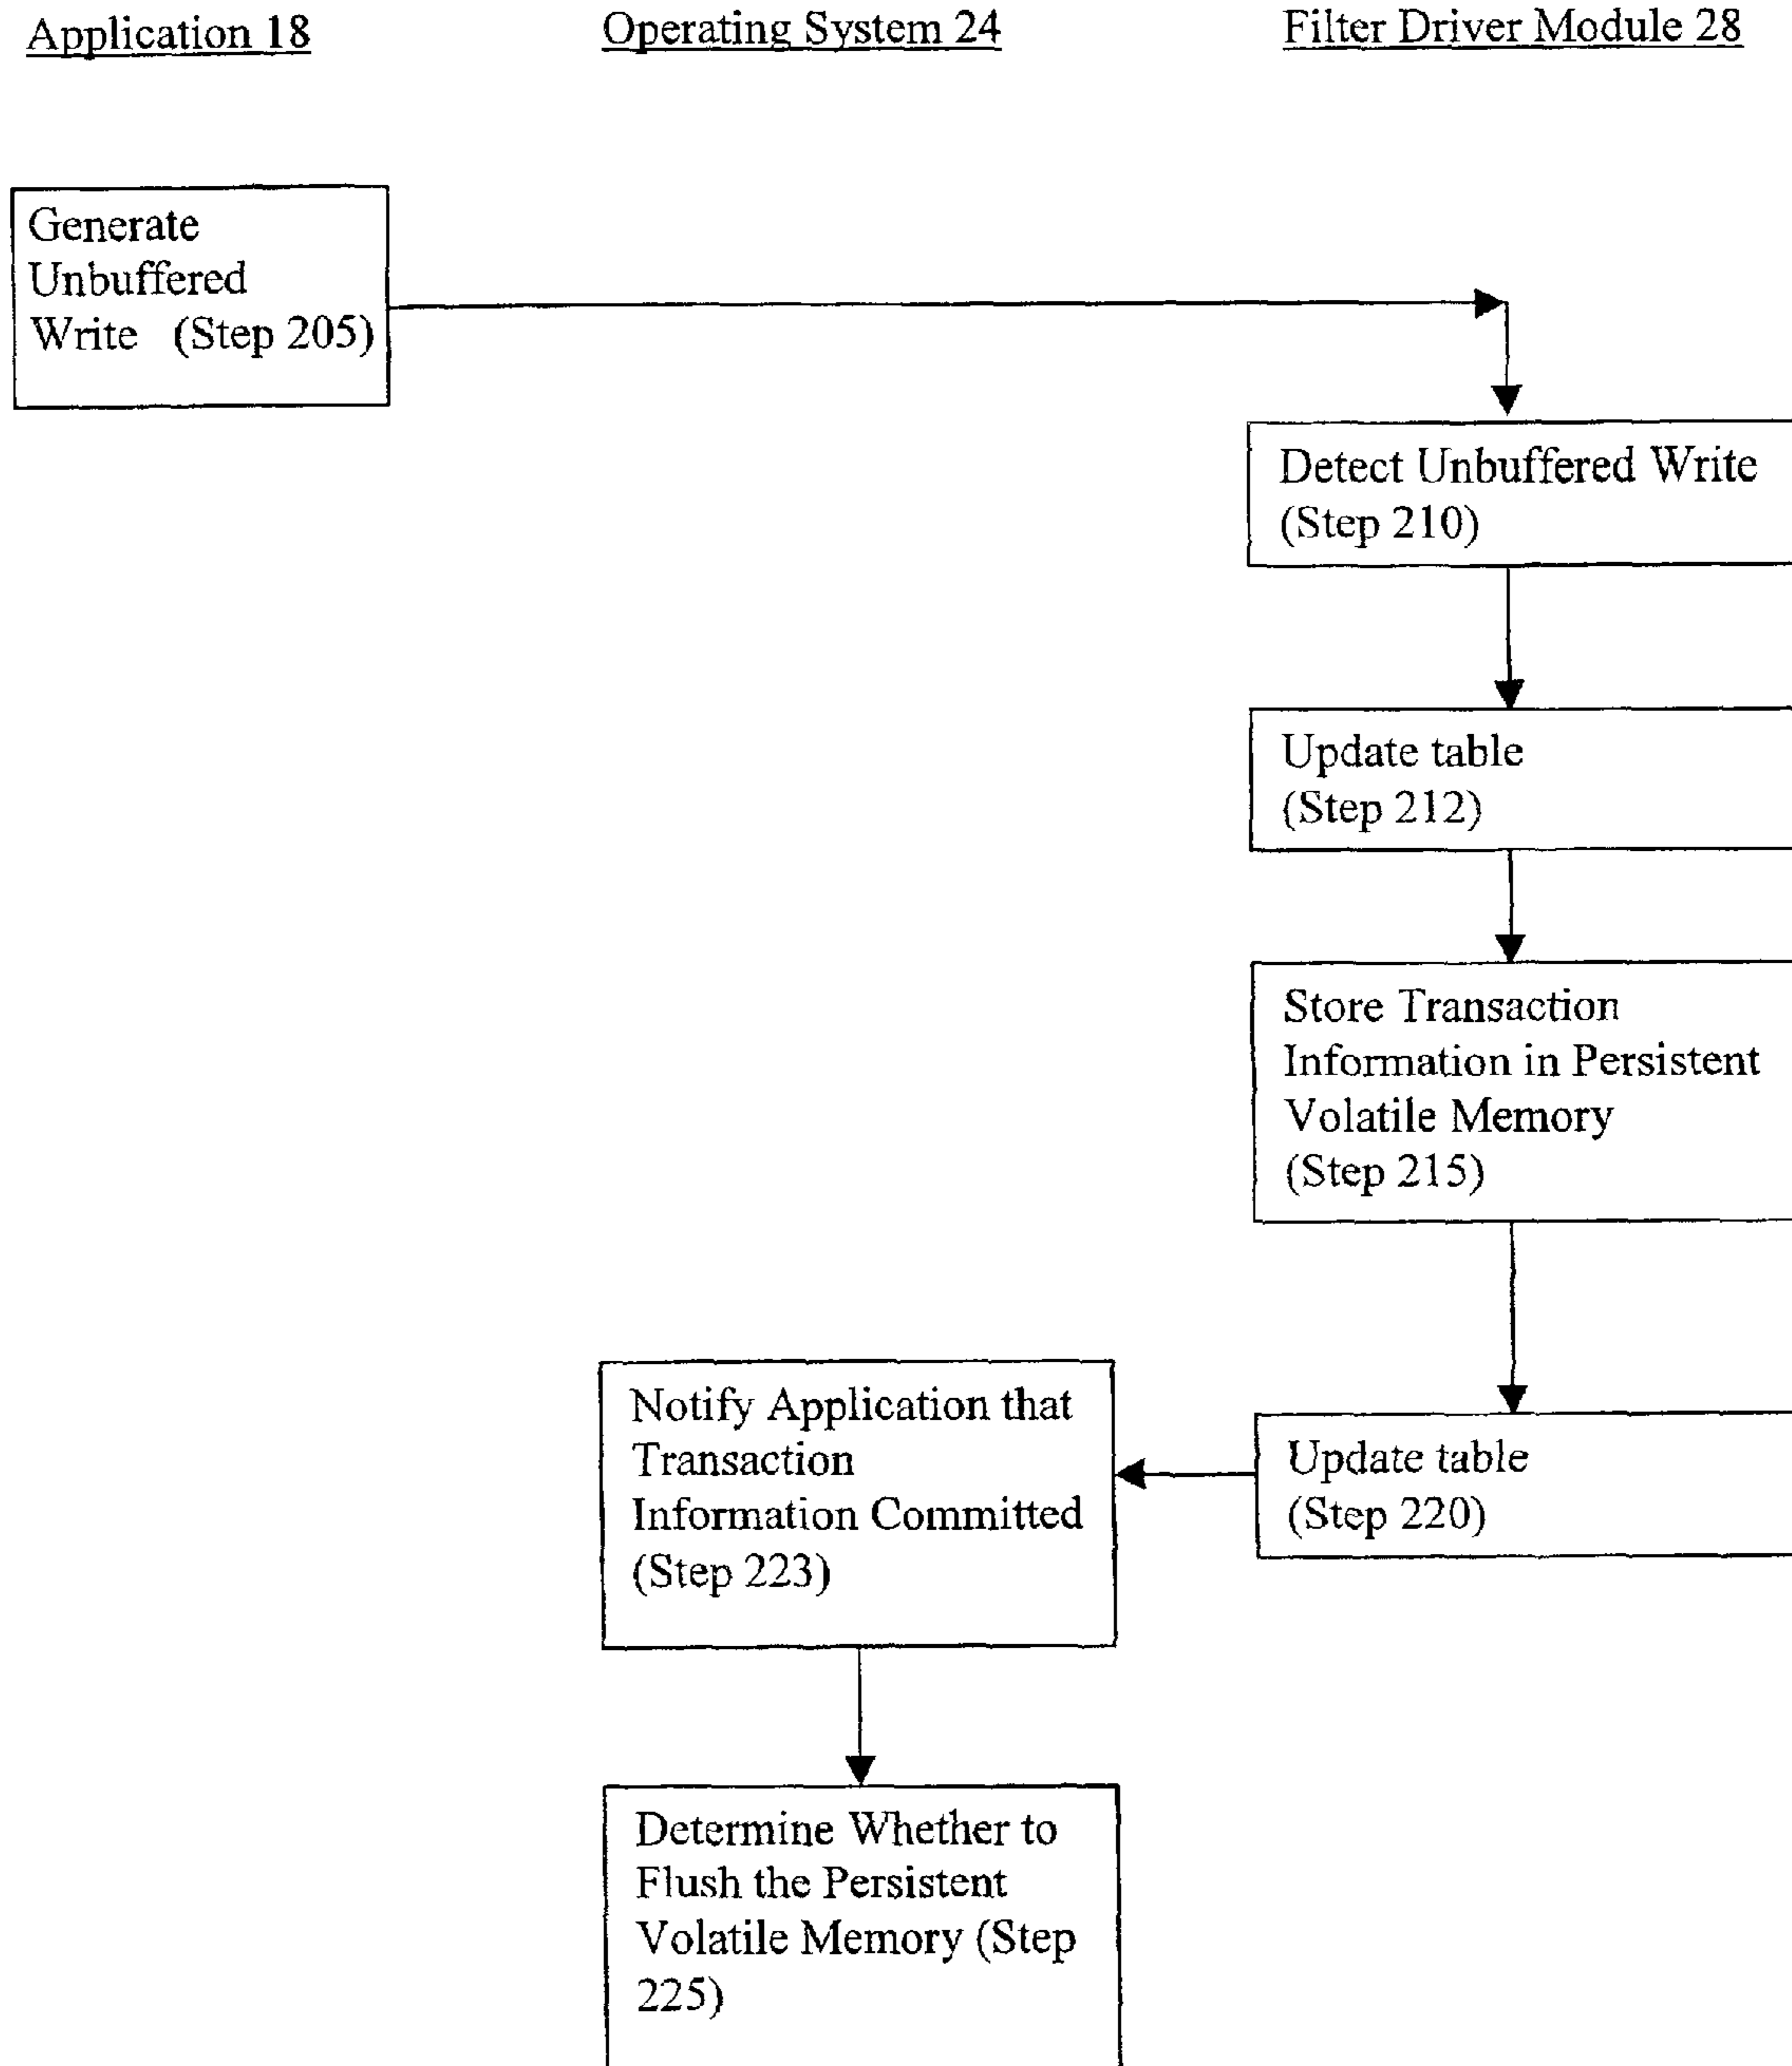 Application 18
Operating System 24
Filter Driver Module 28
Generate
Unbuffered
Write (Step 205)
Detect Unbuffered Write
(Step 210)
Update table
(Step 212)
Store Transaction
Information in Persistent
Volatile Memory
(Step 215)
Update table
(Step 220)
Notify Application that
Transaction
Information Committed
(Step 223)
Determine Whether to
Flush the Persistent
Volatile Memory (Step
225)